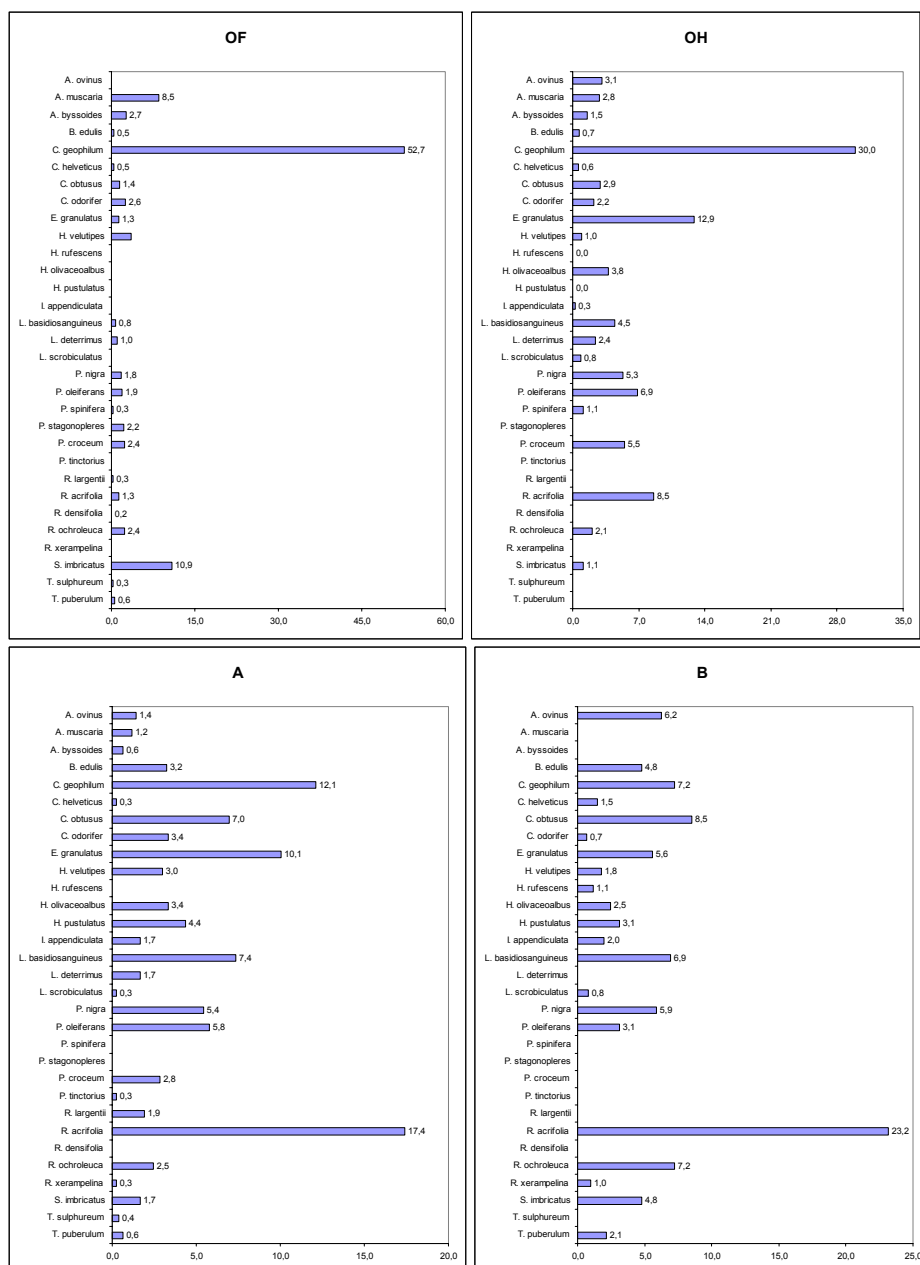 OF
A. ovinus
A. muscaria 8,5
A. byssoides 2,7
B. edulis 0,5
C. geophilum 52,7
C. helveticus 0,5
C. obtusus 1,4
C. odorifer 2,6
E. granulatus 1,3
H. velutipes
H. rufescens
H. olivaceoalbus
H. pustulatus
I. appendiculata
L. basidiosanguineus 0,8
L. deterrimus 1,0
L. scrobiculatus
P. nigra 1,8
P. oleiferans 1,9
P. spinifera 0,3
P. stagonopleres 2,2
P. croceum 2,4
P. tinctorius
R. largentii 0,3
R. acrifolia 1,3
R. densifolia 0,2
R. ochroleuca 2,4
R. xerampelina
S. imbricatus 10,9
T. sulphureum 0,3
T. puberulum 0,6
0,0 15,0 30,0 45,0 60,0
OH
A. ovinus 3,1
A. muscaria 2,8
A. byssoides 1,5
B. edulis 0,7
C. geophilum 30,0
C. helveticus 0,6
C. obtusus 2,9
C. odorifer 2,2
E. granulatus 12,9
H. velutipes 1,0
H. rufescens 0,0
H. olivaceoalbus 3,8
H. pustulatus 0,0
I. appendiculata 0,3
L. basidiosanguineus 4,5
L. deterrimus 2,4
L. scrobiculatus 0,8
P. nigra 5,3
P. oleiferans 6,9
P. spinifera 1,1
P. stagonopleres
P. croceum 5,5
P. tinctorius
R. largentii
R. acrifolia 8,5
R. densifolia
R. ochroleuca 2,1
R. xerampelina
S. imbricatus 1,1
T. sulphureum
T. puberulum
0,0 7,0 14,0 21,0 28,0 35,0
A
A. ovinus 1,4
A. muscaria 1,2
A. byssoides 0,6
B. edulis 3,2
C. geophilum 12,1
C. helveticus 0,3
C. obtusus 7,0
C. odorifer 3,4
E. granulatus 10,1
H. velutipes 3,0
H. rufescens
H. olivaceoalbus 3,4
H. pustulatus 4,4
I. appendiculata 1,7
L. basidiosanguineus 7,4
L. deterrimus 1,7
L. scrobiculatus 0,3
P. nigra 5,4
P. oleiferans 5,8
P. spinifera
P. stagonopleres
P. croceum 2,8
P. tinctorius 0,3
R. largentii 1,9
R. acrifolia 17,4
R. densifolia
R. ochroleuca 2,5
R. xerampelina 0,3
S. imbricatus 1,7
T. sulphureum 0,4
T. puberulum 0,6
0,0 5,0 10,0 15,0 20,0
B
A. ovinus 6,2
A. muscaria
A. byssoides
B. edulis 4,8
C. geophilum 7,2
C. helveticus 1,5
C. obtusus 8,5
C. odorifer 0,7
E. granulatus 5,6
H. velutipes 1,8
H. rufescens 1,1
H. olivaceoalbus 2,5
H. pustulatus 3,1
I. appendiculata 2,0
L. basidiosanguineus 6,9
L. deterrimus
L. scrobiculatus 0,8
P. nigra 5,9
P. oleiferans 3,1
P. spinifera
P. stagonopleres
P. croceum
P. tinctorius
R. largentii
R. acrifolia 23,2
R. densifolia
R. ochroleuca 7,2
R. xerampelina 1,0
S. imbricatus 4,8
T. sulphureum
T. puberulum 2,1
0,0 5,0 10,0 15,0 20,0 25,0